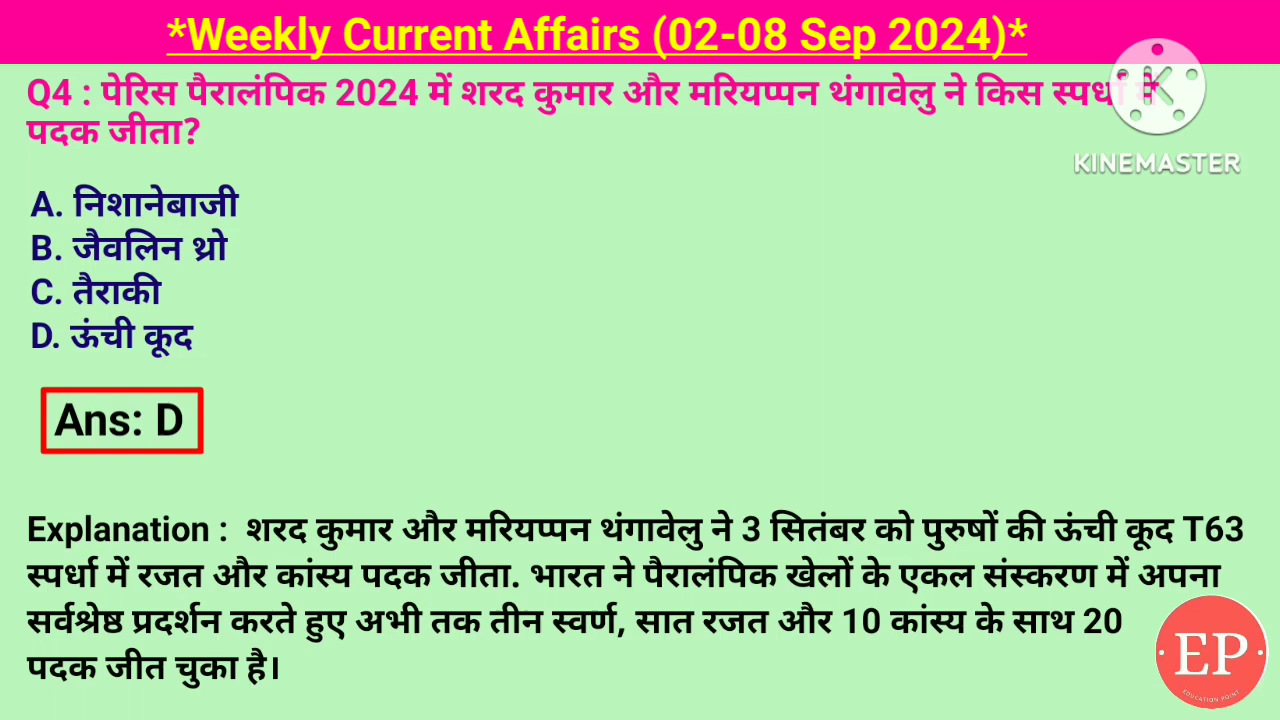 *Weekly Current Affairs (02-08 Sep 2024)*
Q4 : पेरिस पैरालंपिक 2024 में शरद कुमार और मरियप्पन थंगावेलु ने किस स्पर्धा में
पदक जीता?
KINEMASTER
A. निशानेबाजी
B. जैवलिन थ्रो
C. तैराकी
D. ऊंची कूद
Ans: D
Explanation : शरद कुमार और मरियप्पन थंगावेलु ने 3 सितंबर को पुरुषों की ऊंची कूद T63
स्पर्धा में रजत और कांस्य पदक जीता. भारत ने पैरालंपिक खेलों के एकल संस्करण में अपना
सर्वश्रेष्ठ प्रदर्शन करते हुए अभी तक तीन स्वर्ण, सात रजत और 10 कांस्य के साथ 20
पदक जीत चुका है।
EP
EDUCATION POINT